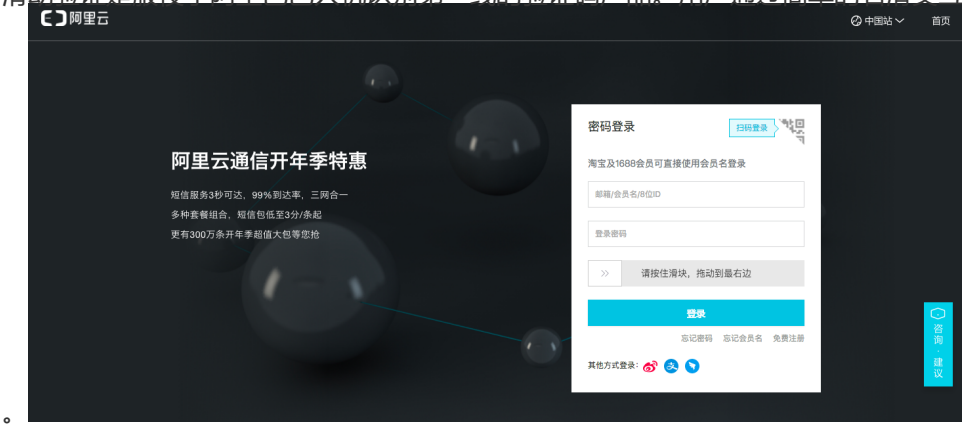 阿里云
中国站
首页
密码登录
扫码登录
阿里云通信开年季特惠
淘宝及1688会员可直接使用会员名登录
短信服务3秒可达，99%到达率，三网合一
多种套餐组合，短信包低至3分/条起
更有300万条开年季超值大包等您抢
邮箱/会员名/8位ID
登录密码
>> 请按住滑块，拖动到最右边
登录
忘记密码 忘记会员名 免费注册
其他方式登录：
咨询·建议
。